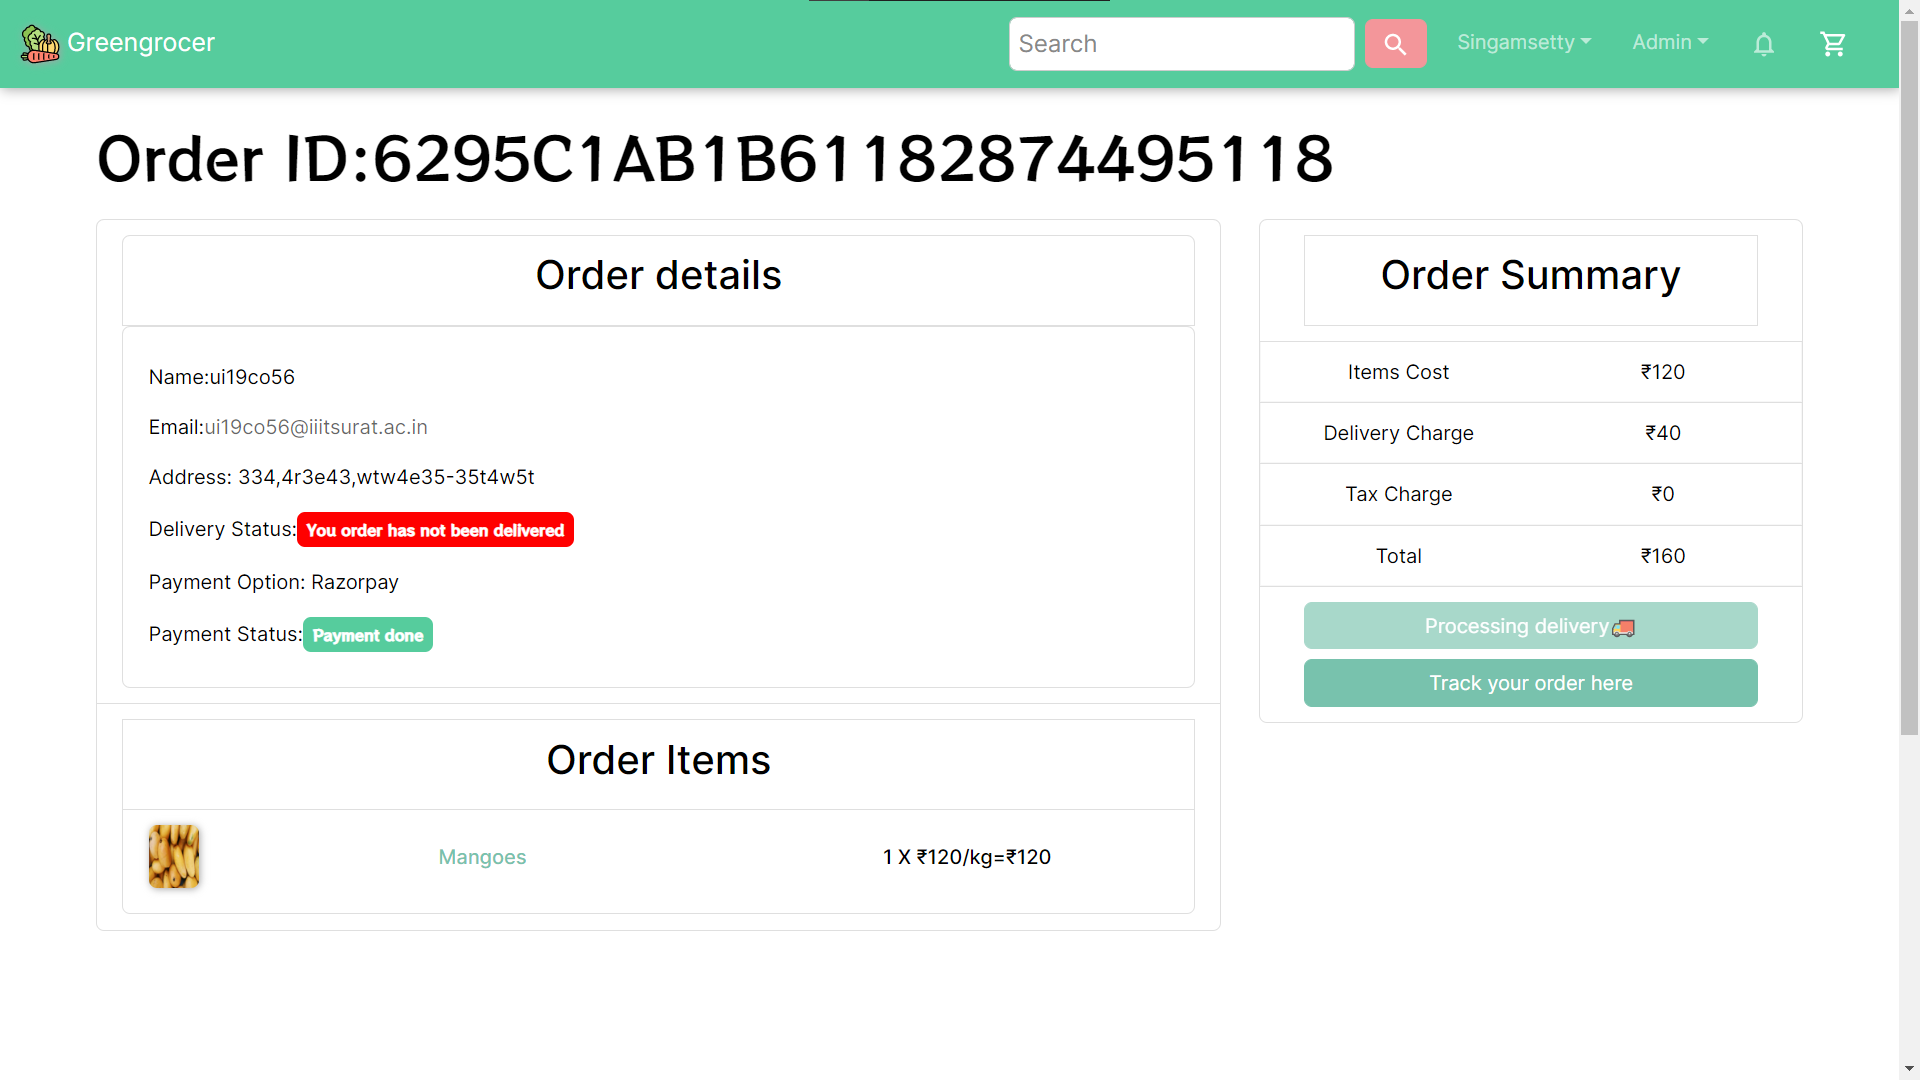 Greengrocer
Search
Singamsetty
Admin
Order ID:6295C1AB1B61182874495118
Order details
Name:ui19co56
Email:ui19co56@iiitsurat.ac.in
Address: 334,4r3e43,wtw4e35-35t4w5t
Delivery Status:You order has not been delivered
Payment Option: Razorpay
Payment Status:Payment done
Order Items
Mangoes 1 X ₹120/kg=₹120
Order Summary
Items Cost ₹120
Delivery Charge ₹40
Tax Charge ₹0
Total ₹160
Processing delivery
Track your order here